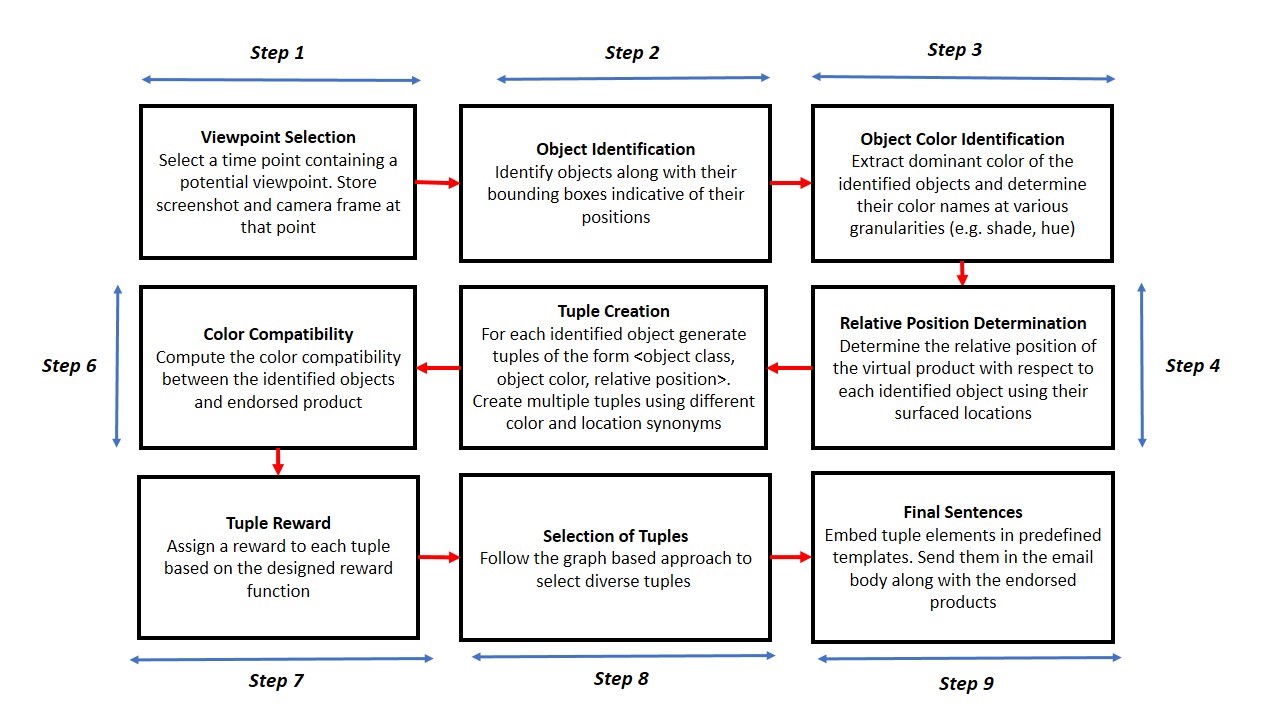 Step 1
Step 2
Step 3
Viewpoint Selection
Select a time point containing a
potential viewpoint. Store
screenshot and camera frame at
that point
Object Identification
Identify objects along with their
bounding boxes indicative of their
positions
Object Color Identification
Extract dominant color of the
identified objects and determine
their color names at various
granularities (e.g. shade, hue)
Step 6
Color Compatibility
Compute the color compatibility
between the identified objects
and endorsed product
Tuple Creation
For each identified object generate
tuples of the form <object class,
object color, relative position>.
Create multiple tuples using different
color and location synonyms
Relative Position Determination
Determine the relative position of
the virtual product with respect to
each identified object using their
surfaced locations
Step 4
Tuple Reward
Assign a reward to each tuple
based on the designed reward
function
Selection of Tuples
Follow the graph based approach to
select diverse tuples
Final Sentences
Embed tuple elements in predefined
templates. Send them in the email
body along with the endorsed
products
Step 7
Step 8
Step 9